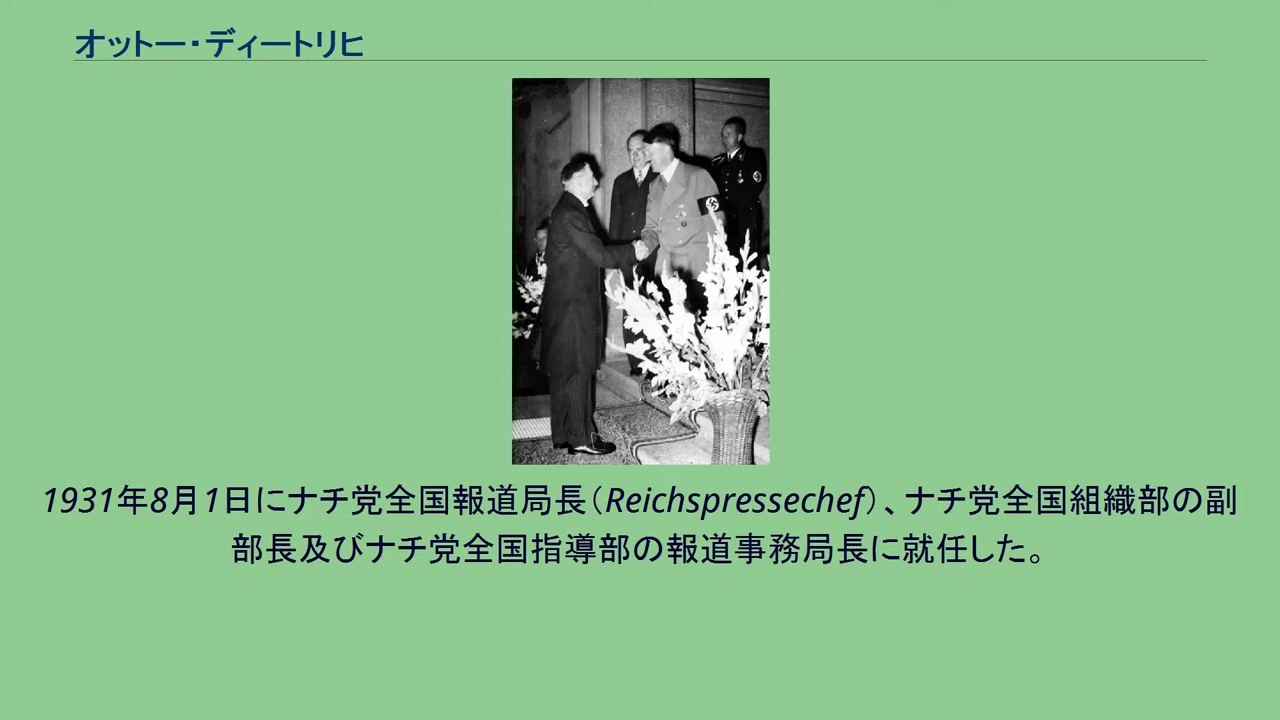 オットー・ディートリヒ
1931年8月1日にナチ党全国報道局長（Reichspressechef）、ナチ党全国組織部の副
部長及びナチ党全国指導部の報道事務局長に就任した。